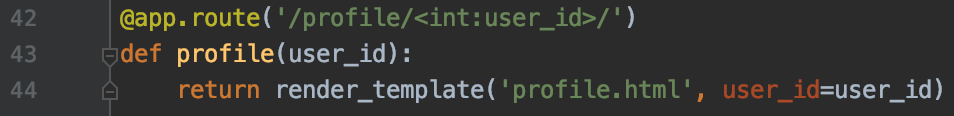 42 @app.route('/profile/<int:user_id>/')
43 def profile(user_id):
44     return render_template('profile.html', user_id=user_id)